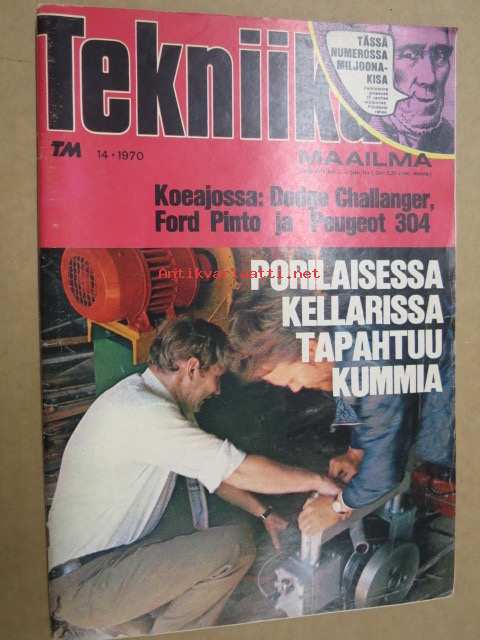 Tekniikan
TÄSSÄ
NUMEROSSA
MILJOONA-
KISA
TM 14 • 1970
MAAILMA
Koeajossa: Dodge Challanger,
Ford Pinto ja Peugeot 304
Antikvariaatti.net
PORILAISESSA
KELLARISSA
TAPAHTUU
KUMMIA